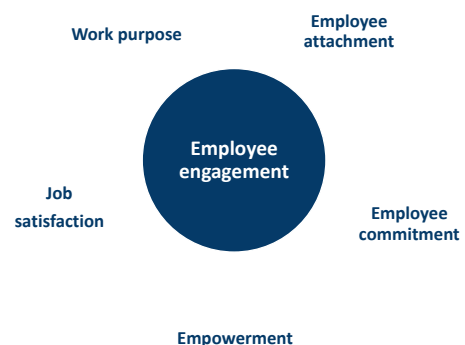 Work purpose
Employee
attachment
Employee
engagement
Job
satisfaction
Employee
commitment
Empowerment